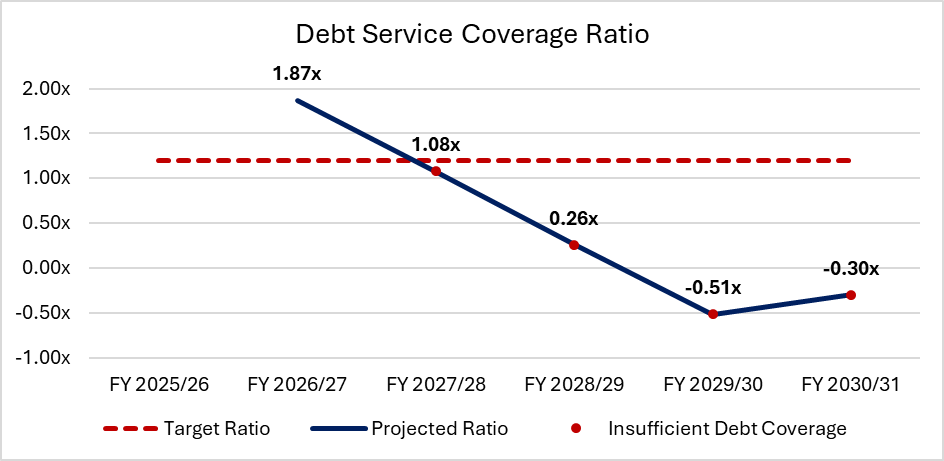 Debt Service Coverage Ratio
1.87x
2.00x
1.50x
1.08x
1.00x
0.50x
0.26x
0.00x
-0.30x
-0.51x
-0.50x
-1.00x
FY 2025/26 FY 2026/27 FY 2027/28 FY 2028/29 FY 2029/30 FY 2030/31
Target Ratio Projected Ratio Insufficient Debt Coverage